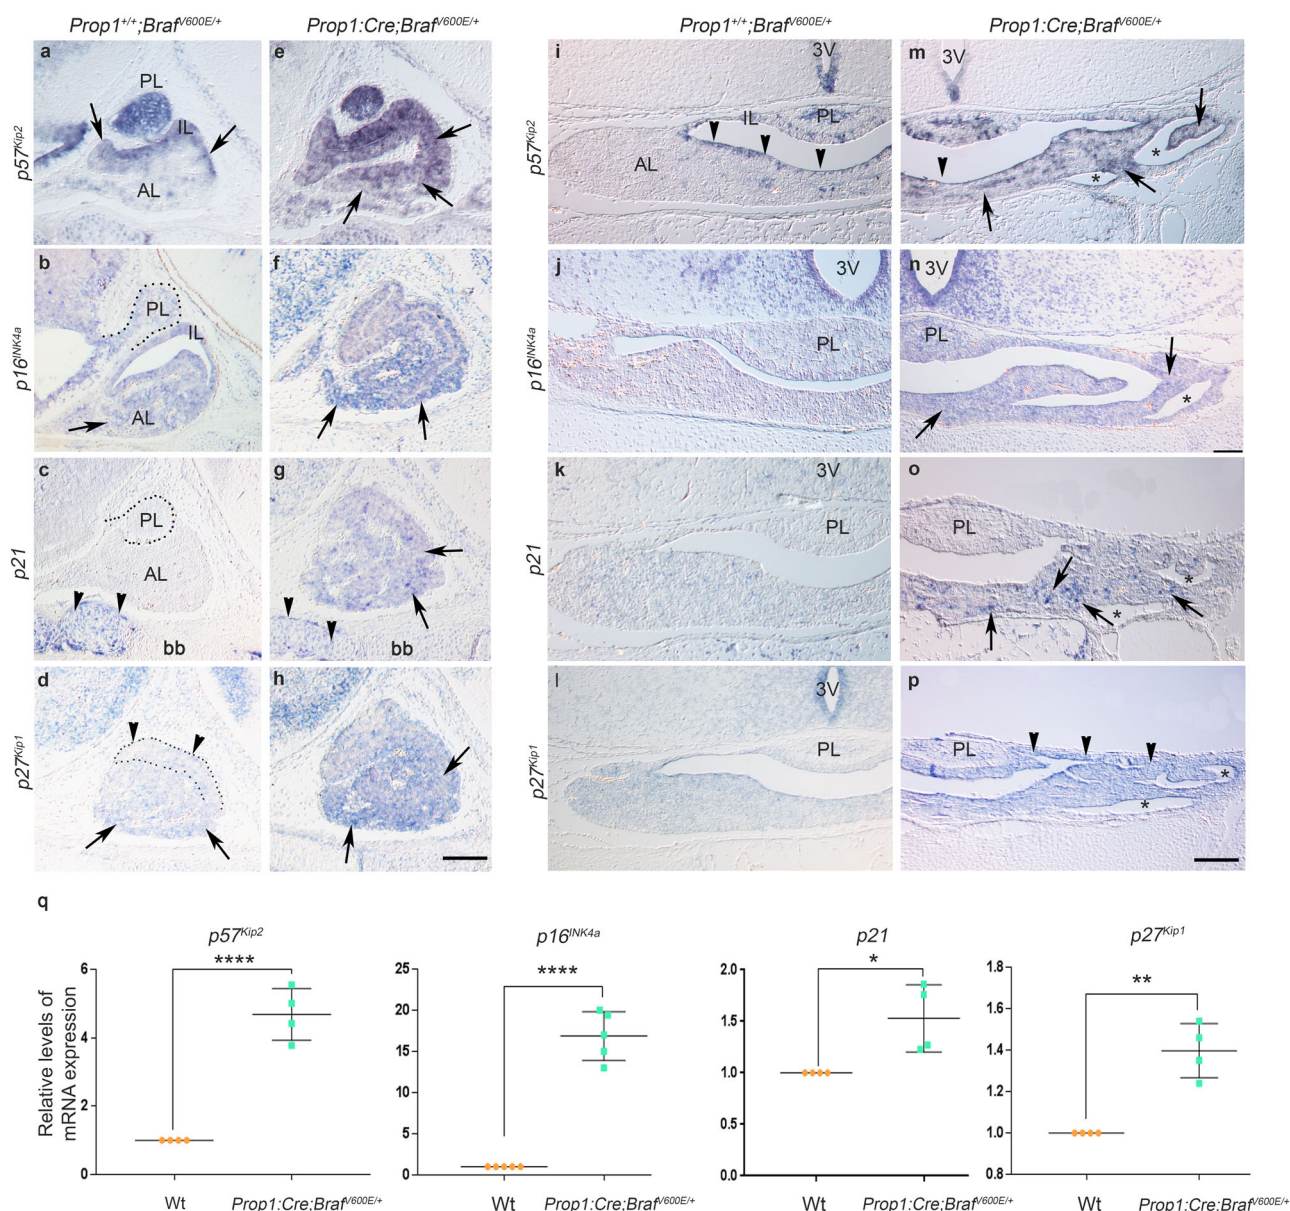 Prop1+/+;BrafV600E/+ Prop1:Cre;BrafV600E/+ Prop1+/+;BrafV600E/+ Prop1:Cre;BrafV600E/+
p57Kip2
a PL IL AL
e
p57Kip2
i 3V IL PL AL
m 3V * *
p16INK4a
b PL IL AL
f
p16INK4a
j 3V PL
n 3V PL *
p21
c PL AL bb
g bb
p21
k 3V PL
o PL * *
p27Kip1
d
h
p27Kip1
l 3V PL
p PL * *
q
Relative levels of
mRNA expression
p57Kip2
****
6
4
2
0
Wt Prop1:Cre;BrafV600E/+
p16INK4a
****
25
20
15
10
5
0
Wt Prop1:Cre;BrafV600E/+
p21
*
2.0
1.5
1.0
0.5
0.0
Wt Prop1:Cre;BrafV600E/+
p27Kip1
**
1.8
1.6
1.4
1.2
1.0
0.8
Wt Prop1:Cre;BrafV600E/+